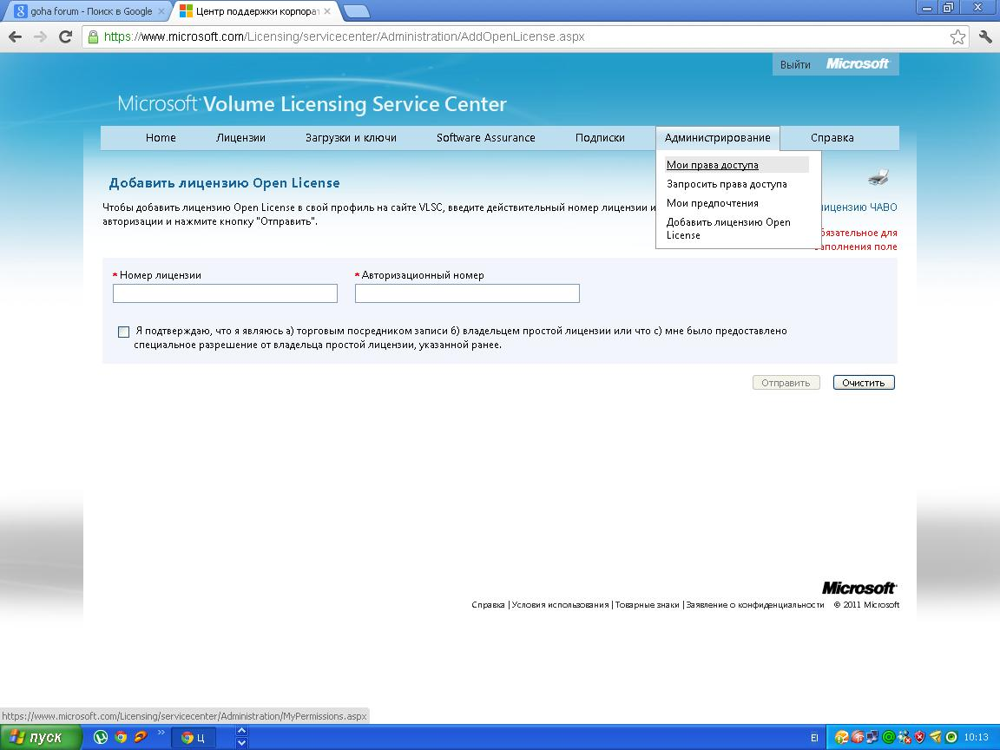 goha forum - Поиск в Google
Центр поддержки корпорат
https://www.microsoft.com/Licensing/servicecenter/Administration/AddOpenLicense.aspx
Выйти Microsoft
Microsoft Volume Licensing Service Center
Home Лицензии Загрузки и ключи Software Assurance Подписки Администрирование Справка
Мои права доступа
Запросить права доступа
Мои предпочтения
Добавить лицензию Open
License
Добавить лицензию Open License
Чтобы добавить лицензию Open License в свой профиль на сайте VLSC, введите действительный номер лицензии и
авторизации и нажмите кнопку "Отправить".
лицензию ЧАВО
бязательное для
заполнения поле
* Номер лицензии * Авторизационный номер
Я подтверждаю, что я являюсь а) торговым посредником записи б) владельцем простой лицензии или что с) мне было предоставлено
специальное разрешение от владельца простой лицензии, указанной ранее.
Отправить Очистить
Microsoft
Справка | Условия использования | Товарные знаки | Заявление о конфиденциальности © 2011 Microsoft
https://www.microsoft.com/Licensing/servicecenter/Administration/MyPermissions.aspx
пуск Ц 10:13